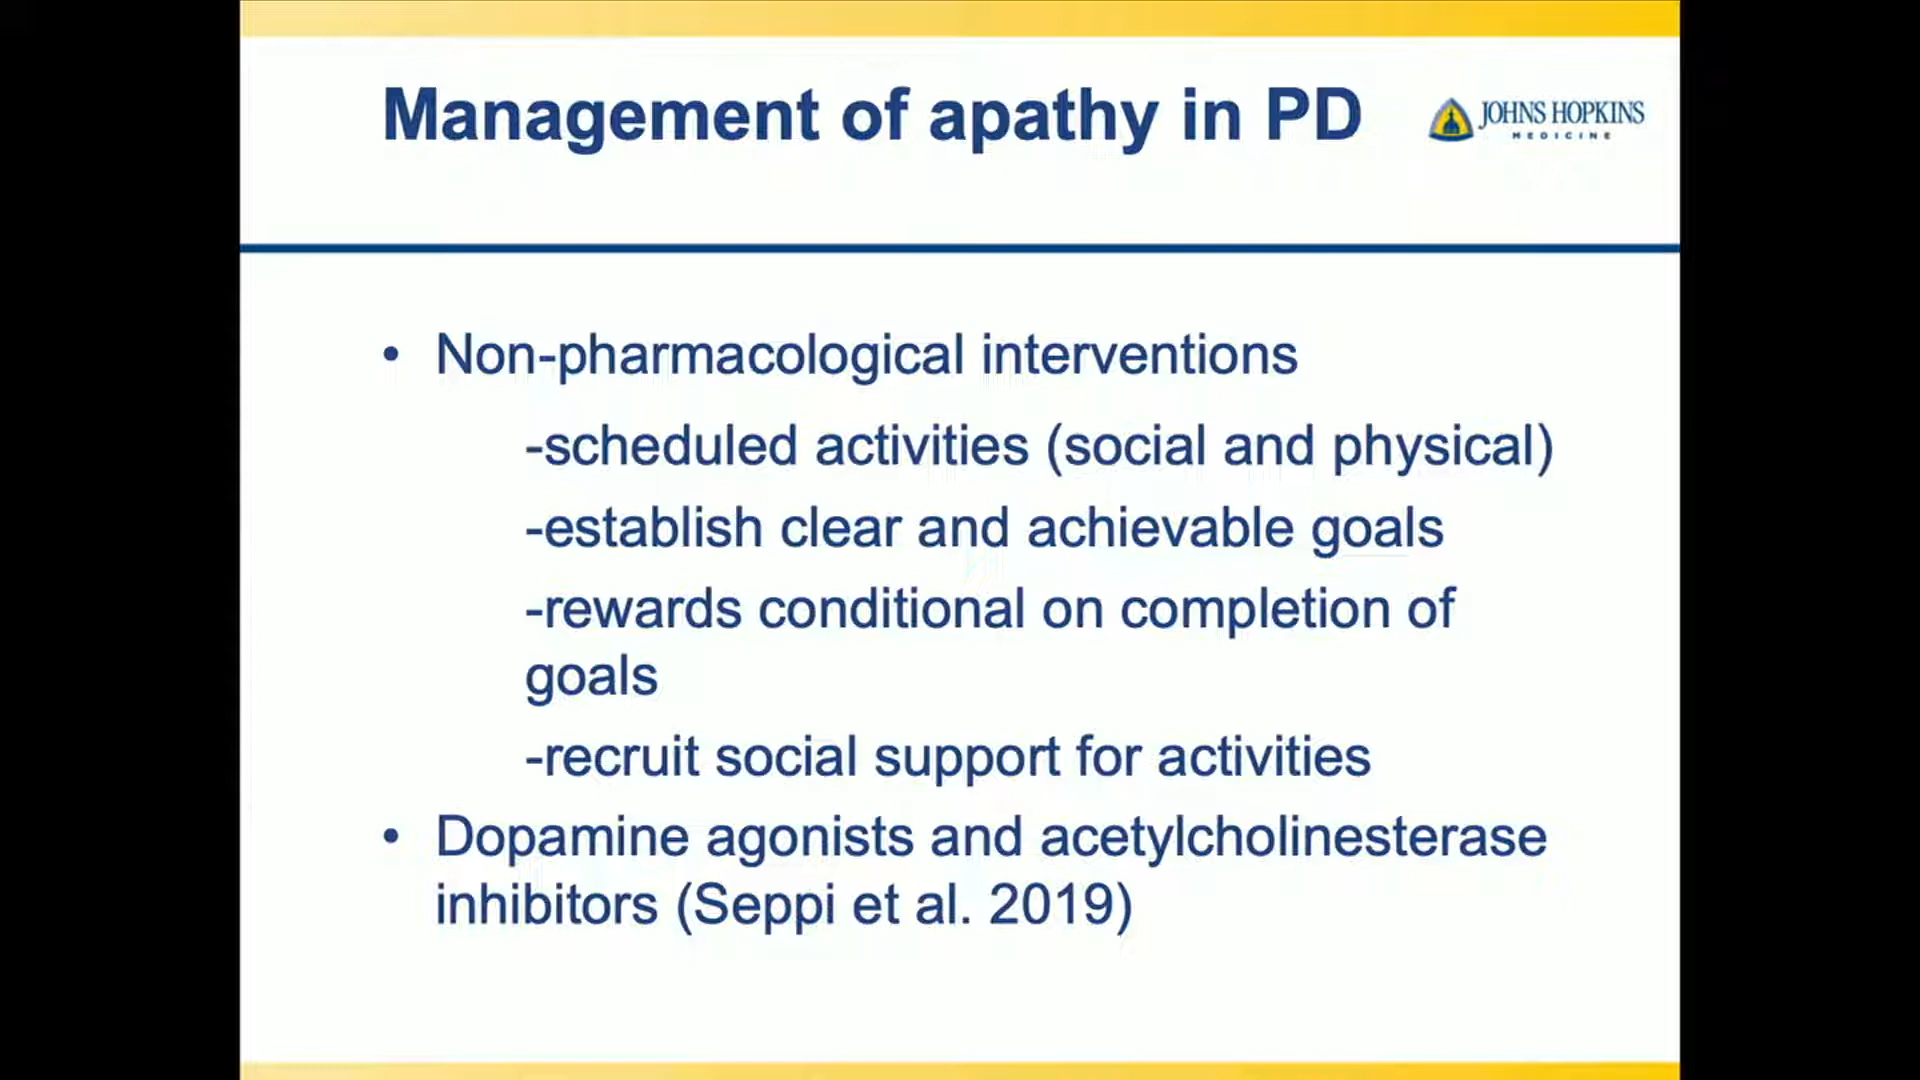 Management of apathy in PD
JOHNS HOPKINS
MEDICINE
• Non-pharmacological interventions
-scheduled activities (social and physical)
-establish clear and achievable goals
-rewards conditional on completion of
goals
-recruit social support for activities
• Dopamine agonists and acetylcholinesterase
inhibitors (Seppi et al. 2019)